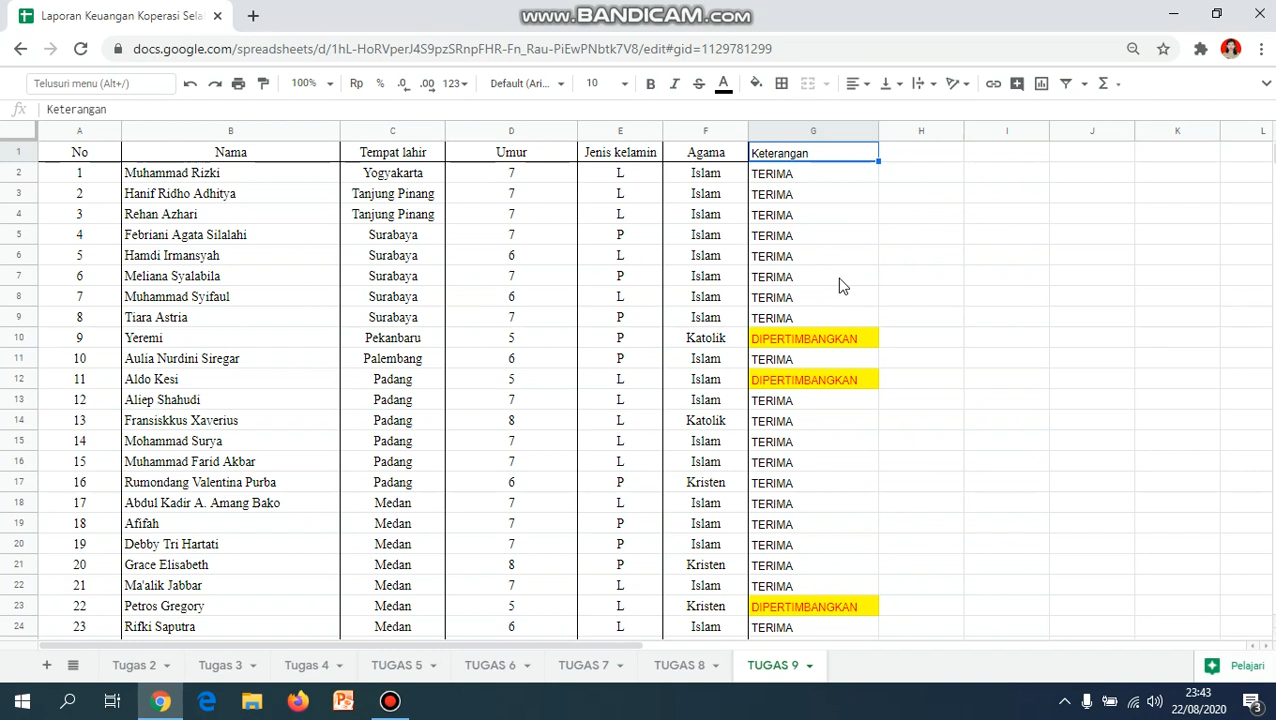 www.BANDICAM.com
Laporan Keuangan Koperasi Sela
docs.google.com/spreadsheets/d/1hL-HoRVperJ4S9pzSRnpFHR-Fn_Rau-PiEwPNbtk7V8/edit#gid=1129781299
Telusuri menu (Alt+/) 100% Rp % .0 .00 123 Default (Ari... 10 B I S A
fx Keterangan
A B C D E F G H I J K L
1 No Nama Tempat lahir Umur Jenis kelamin Agama Keterangan
2 1 Muhammad Rizki Yogyakarta 7 L Islam TERIMA
3 2 Hanif Ridho Adhitya Tanjung Pinang 7 L Islam TERIMA
4 3 Rehan Azhari Tanjung Pinang 7 L Islam TERIMA
5 4 Febriani Agata Silalahi Surabaya 7 P Islam TERIMA
6 5 Hamdi Irmansyah Surabaya 6 L Islam TERIMA
7 6 Meliana Syalabila Surabaya 7 P Islam TERIMA
8 7 Muhammad Syifaul Surabaya 6 L Islam TERIMA
9 8 Tiara Astria Surabaya 7 P Islam TERIMA
10 9 Yeremi Pekanbaru 5 P Katolik DIPERTIMBANGKAN
11 10 Aulia Nurdini Siregar Palembang 6 P Islam TERIMA
12 11 Aldo Kesi Padang 5 L Islam DIPERTIMBANGKAN
13 12 Aliep Shahudi Padang 7 L Islam TERIMA
14 13 Fransiskkus Xaverius Padang 8 L Katolik TERIMA
15 14 Mohammad Surya Padang 7 L Islam TERIMA
16 15 Muhammad Farid Akbar Padang 7 L Islam TERIMA
17 16 Rumondang Valentina Purba Padang 6 P Kristen TERIMA
18 17 Abdul Kadir A. Amang Bako Medan 7 L Islam TERIMA
19 18 Afifah Medan 7 P Islam TERIMA
20 19 Debby Tri Hartati Medan 7 P Islam TERIMA
21 20 Grace Elisabeth Medan 8 P Kristen TERIMA
22 21 Ma'alik Jabbar Medan 7 L Islam TERIMA
23 22 Petros Gregory Medan 5 L Kristen DIPERTIMBANGKAN
24 23 Rifki Saputra Medan 6 L Islam TERIMA
Tugas 2 Tugas 3 Tugas 4 TUGAS 5 TUGAS 6 TUGAS 7 TUGAS 8 TUGAS 9 Pelajari
23:43
22/08/2020
3